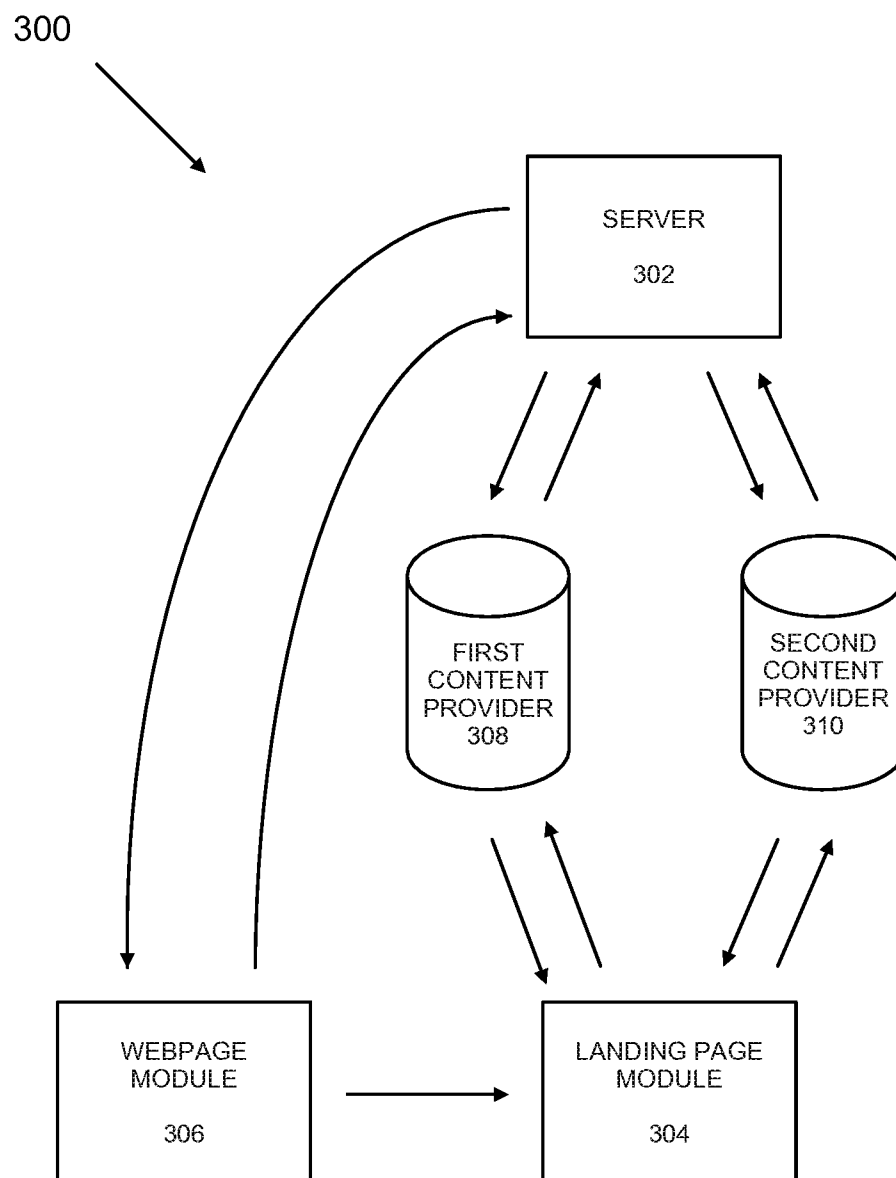 300
SERVER
302
FIRST
CONTENT
PROVIDER
308
SECOND
CONTENT
PROVIDER
310
WEBPAGE
MODULE
306
LANDING PAGE
MODULE
304